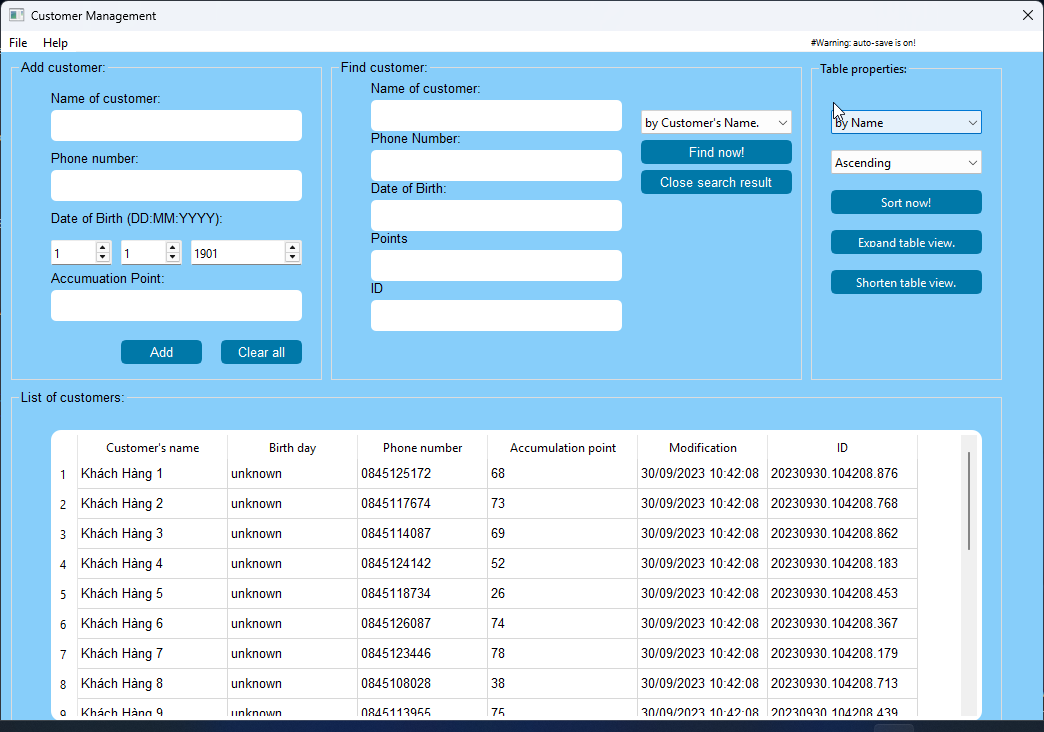 Customer Management
File Help #Warning: auto-save is on!
Add customer:
Name of customer:
Phone number:
Date of Birth (DD:MM:YYYY):
1 1 1901
Accumuation Point:
Add Clear all
Find customer:
Name of customer:
Phone Number:
Date of Birth:
Points
ID
by Customer's Name.
Find now!
Close search result
Table properties:
by Name
Ascending
Sort now!
Expand table view.
Shorten table view.
List of customers:
Customer's name Birth day Phone number Accumulation point Modification ID
1 Khách Hàng 1 unknown 0845125172 68 30/09/2023 10:42:08 20230930.104208.876
2 Khách Hàng 2 unknown 0845117674 73 30/09/2023 10:42:08 20230930.104208.768
3 Khách Hàng 3 unknown 0845114087 69 30/09/2023 10:42:08 20230930.104208.862
4 Khách Hàng 4 unknown 0845124142 52 30/09/2023 10:42:08 20230930.104208.183
5 Khách Hàng 5 unknown 0845118734 26 30/09/2023 10:42:08 20230930.104208.453
6 Khách Hàng 6 unknown 0845126087 74 30/09/2023 10:42:08 20230930.104208.367
7 Khách Hàng 7 unknown 0845123446 78 30/09/2023 10:42:08 20230930.104208.179
8 Khách Hàng 8 unknown 0845108028 38 30/09/2023 10:42:08 20230930.104208.713
9 Khách Hàng 9 unknown 0845113955 75 30/09/2023 10:42:08 20230930.104208.439